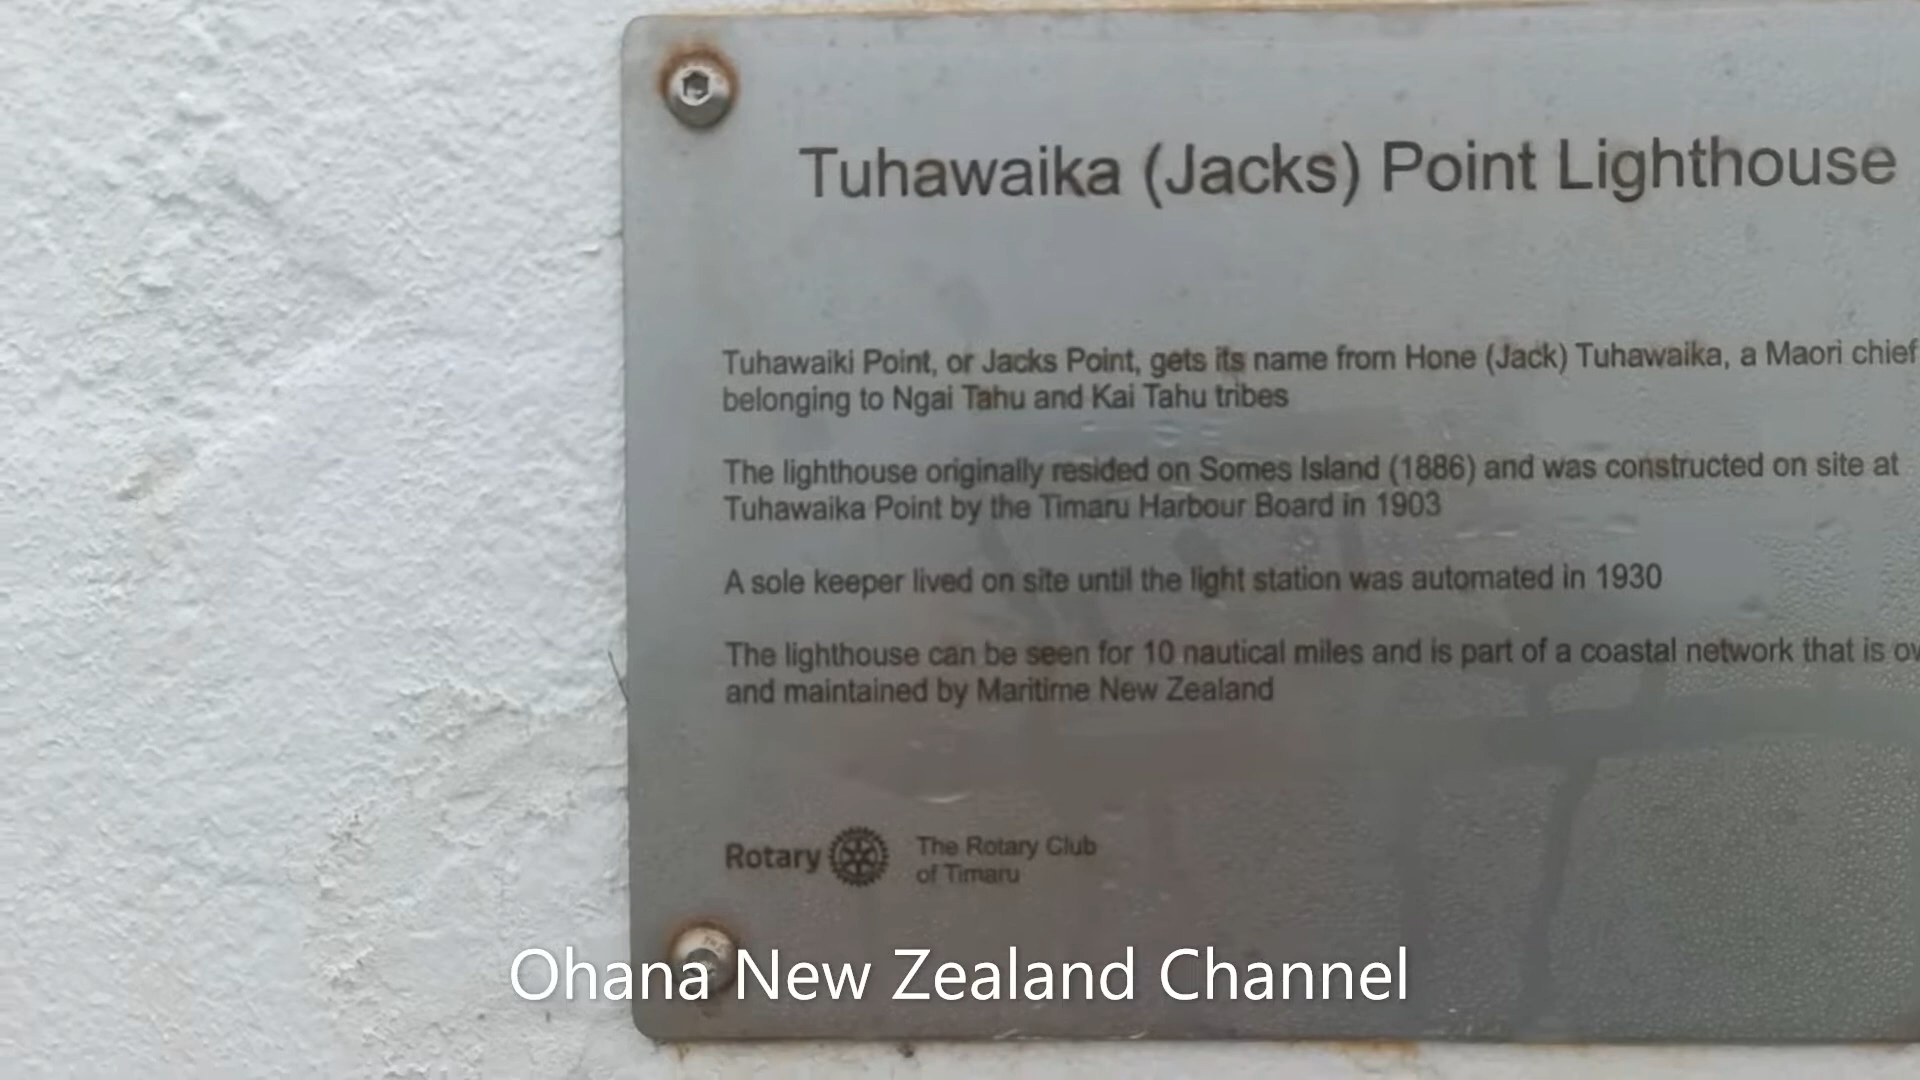 Tuhawaika (Jacks) Point Lighthouse
Tuhawaiki Point, or Jacks Point, gets its name from Hone (Jack) Tuhawaika, a Maori chief
belonging to Ngai Tahu and Kai Tahu tribes
The lighthouse originally resided on Somes Island (1886) and was constructed on site at
Tuhawaika Point by the Timaru Harbour Board in 1903
A sole keeper lived on site until the light station was automated in 1930
The lighthouse can be seen for 10 nautical miles and is part of a coastal network that is
and maintained by Maritime New Zealand
Rotary
The Rotary Club
of Timaru
Ohana New Zealand Channel